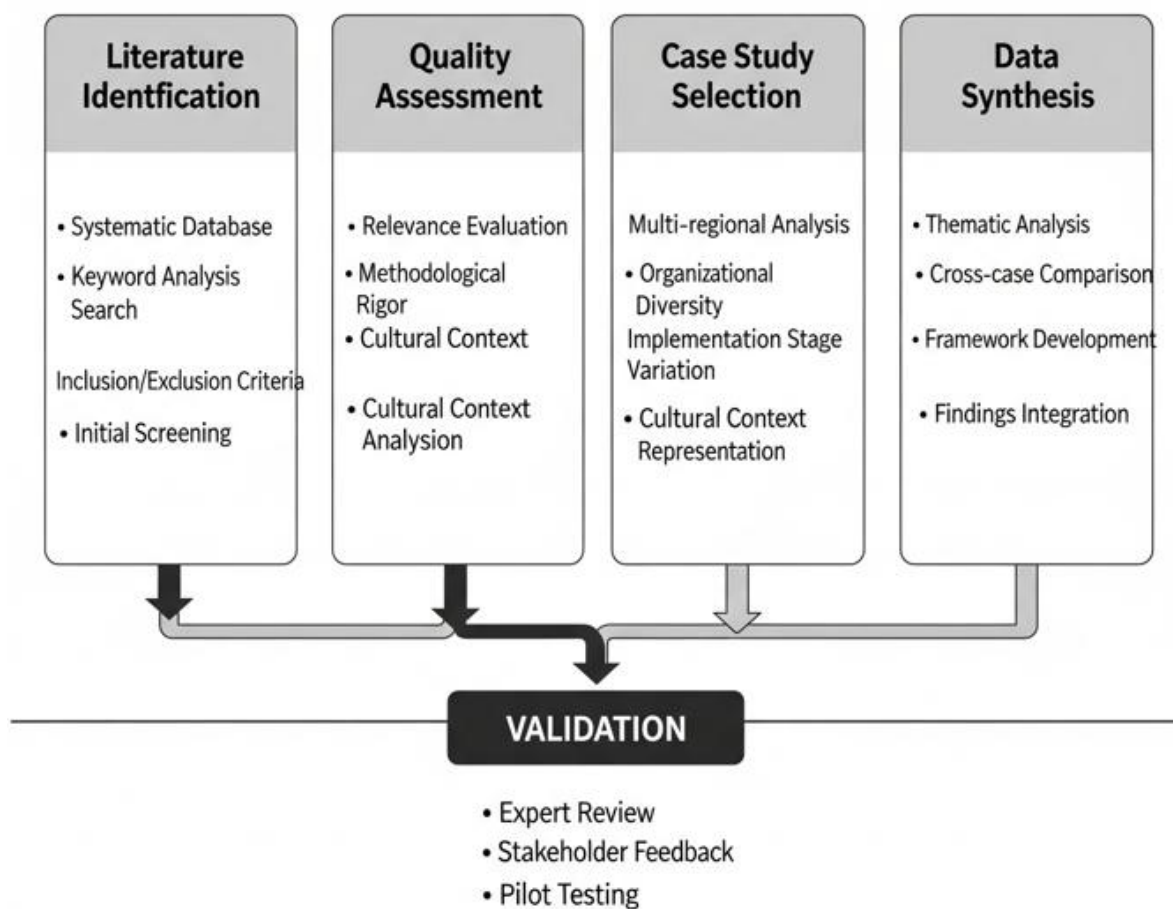 Literature
Identfication
• Systematic Database
• Keyword Analysis
Search
Inclusion/Exclusion Criteria
• Initial Screening
Quality
Assessment
• Relevance Evaluation
• Methodological
Rigor
• Cultural Context
• Cultural Context
Analysion
Case Study
Selection
Multi-regional Analysis
• Organizational
Diversity
Implementation Stage
Variation
• Cultural Context
Representation
Data
Synthesis
• Thematic Analysis
• Cross-case Comparison
• Framework Development
• Findings Integration
VALIDATION
• Expert Review
• Stakeholder Feedback
• Pilot Testing